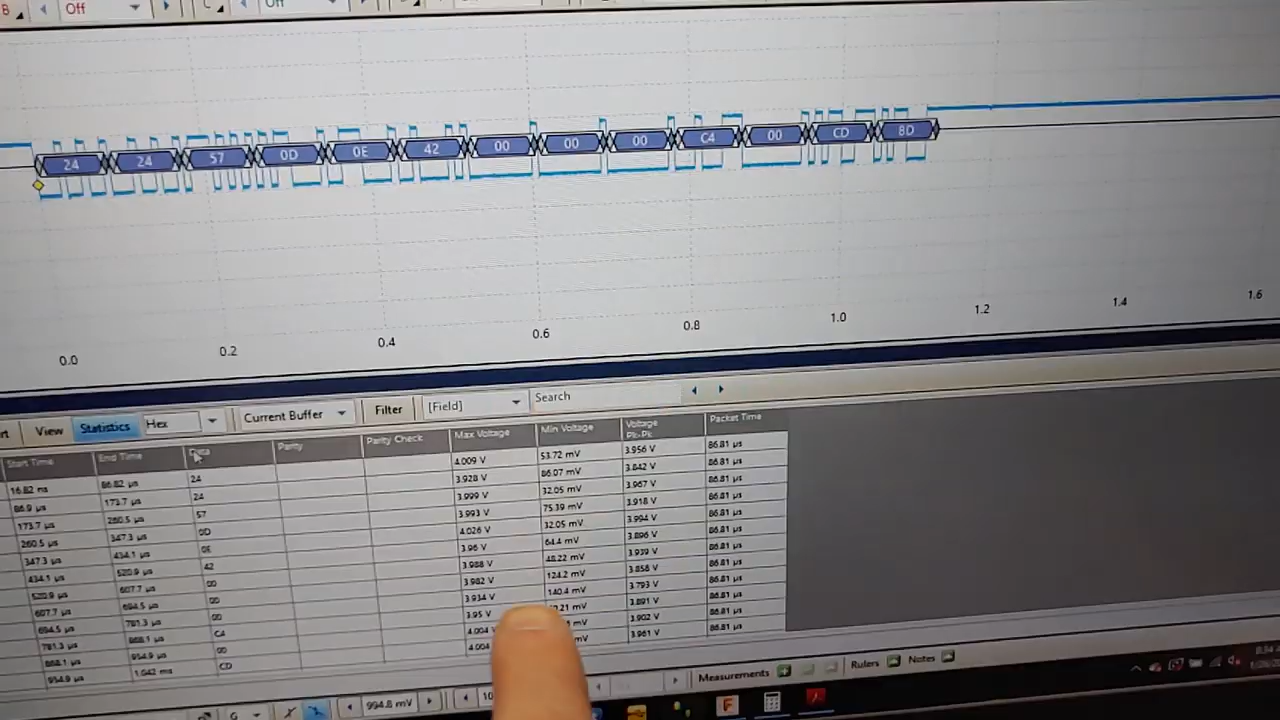 B Off Off
24 24 57 0D 0E 42 00 00 00 C4 00 CD 8D
0.0 0.2 0.4 0.6 0.8 1.0 1.2 1.4 1.6
View Statistics Hex Current Buffer Filter [Field] Search
Start Time End Time Data Parity Parity Check Max Voltage Min Voltage Voltage Pk-Pk Packet Time
16.82 ns 86.82 µs 24 4.009 V 53.72 mV 3.956 V 86.81 µs
86.9 µs 173.7 µs 24 3.928 V 86.07 mV 3.842 V 86.81 µs
173.7 µs 260.5 µs 57 3.999 V 32.05 mV 3.967 V 86.81 µs
260.5 µs 347.3 µs 0D 3.993 V 75.39 mV 3.918 V 86.81 µs
347.3 µs 434.1 µs 0E 4.026 V 32.05 mV 3.994 V 86.81 µs
434.1 µs 520.9 µs 42 3.96 V 64.4 mV 3.896 V 86.81 µs
520.9 µs 607.7 µs 00 3.988 V 48.22 mV 3.939 V 86.81 µs
607.7 µs 694.5 µs 00 3.982 V 124.2 mV 3.858 V 86.81 µs
694.5 µs 781.3 µs 00 3.934 V 140.4 mV 3.793 V 86.81 µs
781.3 µs 868.1 µs C4 3.95 V 3.891 V 86.81 µs
868.1 µs 954.9 µs 00 4.004 V 3.902 V 86.81 µs
954.9 µs 1.042 ms CD 4.004 mV 3.961 V 86.81 µs
994.8 mV 10 Measurements Rulers Notes